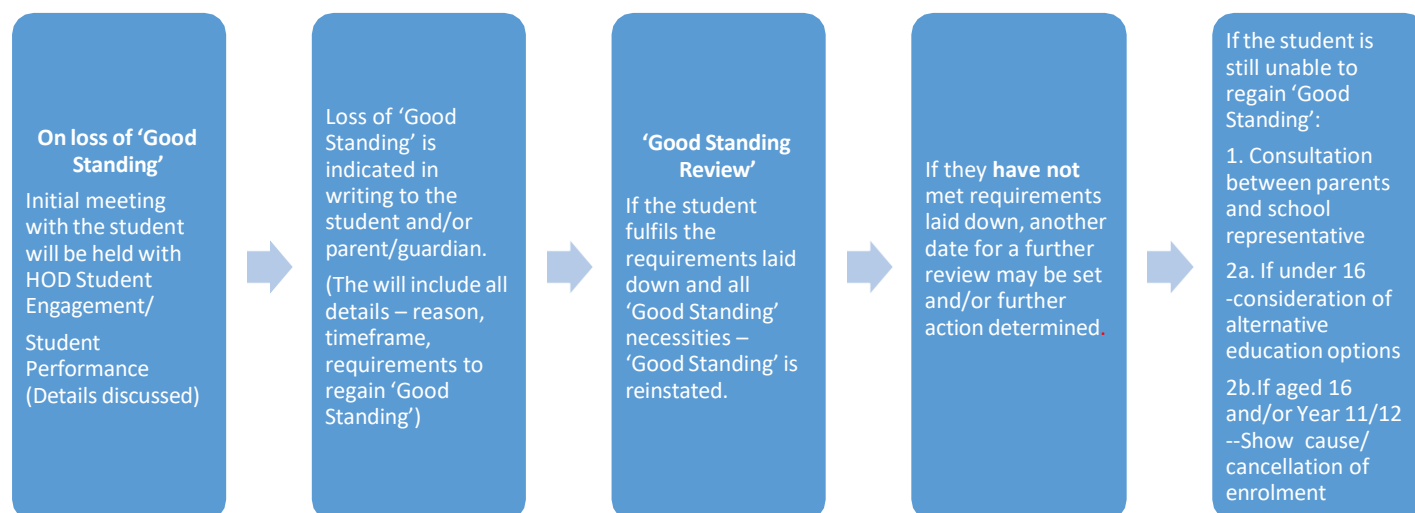 On loss of ‘Good
Standing’
Initial meeting
with the student
will be held with
HOD Student
Engagement/
Student
Performance
(Details discussed)
Loss of ‘Good
Standing’ is
indicated in
writing to the
student and/or
parent/guardian.
(The will include all
details – reason,
timeframe,
requirements to
regain ‘Good
Standing’)
‘Good Standing
Review’
If the student
fulfils the
requirements laid
down and all
‘Good Standing’
necessities –
‘Good Standing’ is
reinstated.
If they have not
met requirements
laid down, another
date for a further
review may be set
and/or further
action determined.
If the student is
still unable to
regain ‘Good
Standing’:
1. Consultation
between parents
and school
representative
2a. If under 16
-consideration of
alternative
education options
2b.If aged 16
and/or Year 11/12
--Show cause/
cancellation of
enrolment